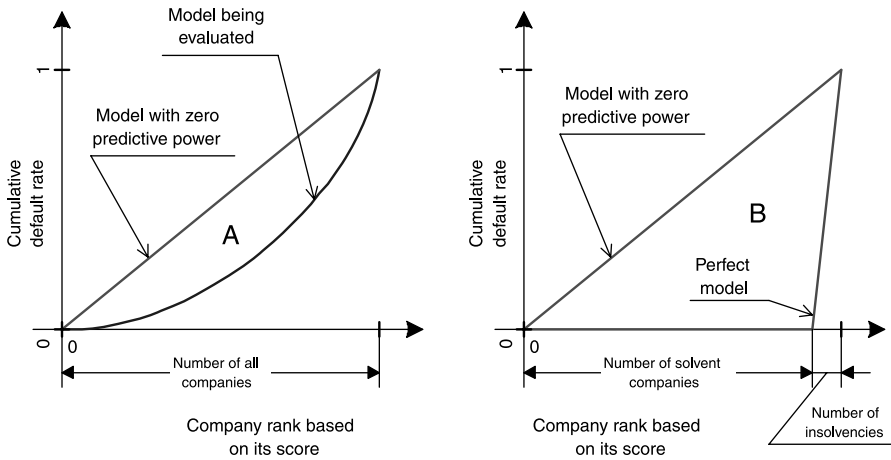 Model being
evaluated
1
Model with zero
predictive power
Cumulative
default rate
A
0
0
Number of all
companies
Company rank based
on its score
1
Model with zero
predictive power
Cumulative
default rate
B
Perfect
model
0
0
Number of solvent
companies
Number of
insolvencies
Company rank based
on its score